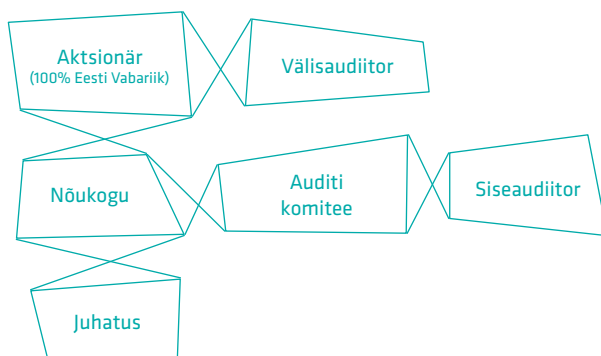 Aktsionär
(100% Eesti Vabariik)
Välisaudiitor
Nõukogu
Auditi
komitee
Siseaudiitor
Juhatus